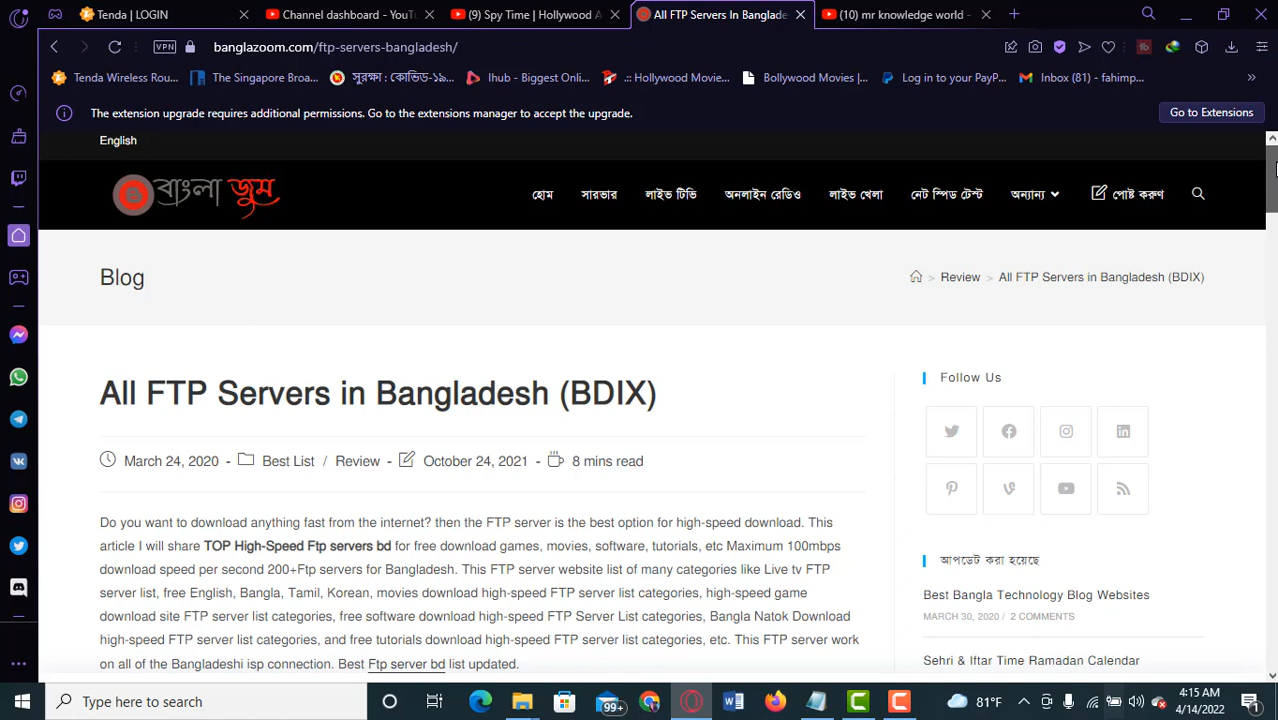 Tenda | LOGIN
Channel dashboard - YouTu
(9) Spy Time | Hollywood A
All FTP Servers In Banglade
(10) mr knowledge world -
VPN
banglazoom.com/ftp-servers-bangladesh/
Tenda Wireless Rou...
The Singapore Broa...
সুরক্ষা : কোভিড-১৯...
Ihub - Biggest Onli...
.:: Hollywood Movie...
Bollywood Movies |...
Log in to your PayP...
Inbox (81) - fahimp...
The extension upgrade requires additional permissions. Go to the extensions manager to accept the upgrade.
Go to Extensions
English
বাংলা জুম
হোম
সারভার
লাইভ টিভি
অনলাইন রেডিও
লাইভ খেলা
নেট স্পিড টেস্ট
অন্যান্য
পোষ্ট করুণ
Blog
> Review > All FTP Servers in Bangladesh (BDIX)
All FTP Servers in Bangladesh (BDIX)
March 24, 2020 - Best List / Review - October 24, 2021 - 8 mins read
Do you want to download anything fast from the internet? then the FTP server is the best option for high-speed download. This
article I will share TOP High-Speed Ftp servers bd for free download games, movies, software, tutorials, etc Maximum 100mbps
download speed per second 200+Ftp servers for Bangladesh. This FTP server website list of many categories like Live tv FTP
server list, free English, Bangla, Tamil, Korean, movies download high-speed FTP server list categories, high-speed game
download site FTP server list categories, free software download high-speed FTP Server List categories, Bangla Natok Download
high-speed FTP server list categories, and free tutorials download high-speed FTP server list categories, etc. This FTP server work
on all of the Bangladeshi isp connection. Best Ftp server bd list updated.
Follow Us
আপডেট করা হয়েছে
Best Bangla Technology Blog Websites
MARCH 30, 2020 / 2 COMMENTS
Sehri & Iftar Time Ramadan Calendar
Type here to search
99+
81°F
4:15 AM
4/14/2022
1